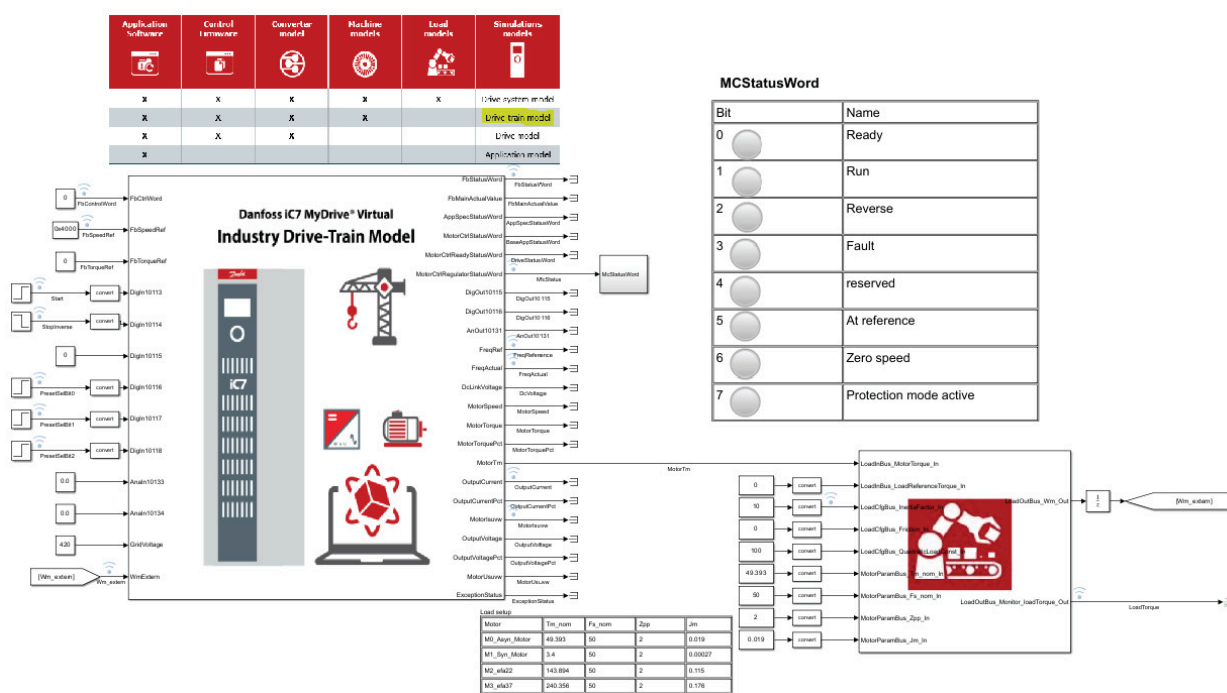 Application Software Control Firmware Converter model Machine models Load models Simulations models
x x x x x Drive system model
x x x x Drive train model
x x x Drive model
x Application model
MCStatusWord
Bit Name
0 Ready
1 Run
2 Reverse
3 Fault
4 reserved
5 At reference
6 Zero speed
7 Protection mode active
Danfoss iC7 MyDrive® Virtual
Industry Drive-Train Model
Danfoss
iC7
0 FbControlWord FbCtrlWord
0x4000 FbSpeedRef FbSpeedRef
0 FbTorqueRef FbTorqueRef
Start convert DigIn10113
StopInverse convert DigIn10114
0 DigIn10115
PresetSelBit0 convert DigIn10116
PresetSelBit1 convert DigIn10117
PresetSelBit2 convert DigIn10118
0.0 AnaIn10133
0.0 AnaIn10134
420 GridVoltage
[Wm_extern] Wm_extern WmExtern
FbStatusWord FbStatusWord
FbMainActualValue FbMainActualValue
AppSpecStatusWord AppSpecStatusWord
MotorCtrlStatusWord BaseAppStatusWord
MotorCtrlReadyStatusWord DriveStatusWord
MotorCtrlRegulatorStatusWord McStatus McStatusWord
DigOut10115 DigOut10 115
DigOut10116 DigOut10 116
AnOut10131 AnOut10 131
FreqRef FreqReference
FreqActual FreqActual
DcLinkVoltage DcVoltage
MotorSpeed MotorSpeed
MotorTorque MotorTorque
MotorTorquePct MotorTorquePct
MotorTm MotorTm
OutputCurrent OutputCurrent
OutputCurrentPct OutputCurrentPct
MotorIsuvw MotorIsuvw
OutputVoltage OutputVoltage
OutputVoltagePct OutputVoltagePct
MotorUsuvw MotorUsuvw
ExceptionStatus ExceptionStatus
LoadInBus_MotorTorque_In
0 convert LoadInBus_LoadReferenceTorque_In
10 convert LoadCfgBus_InertiaFactor_In
0 convert LoadCfgBus_Friction_In
100 convert LoadCfgBus_QuadraticLoadConst_In
49.393 convert MotorParamBus_Tm_nom_In
50 convert MotorParamBus_Fs_nom_In
2 convert MotorParamBus_Zpp_In
0.019 convert MotorParamBus_Jm_In
LoadOutBus_Wm_Out 1 z [Wm_extern]
LoadOutBus_Monitor_loadTorque_Out LoadTorque
Load setup
Motor Tm_nom Fs_nom Zpp Jm
M0_Asyn_Motor 49.393 50 2 0.019
M1_Syn_Motor 3.4 50 2 0.00027
M2_efa22 143.894 50 2 0.115
M3_efa37 240.356 50 2 0.176